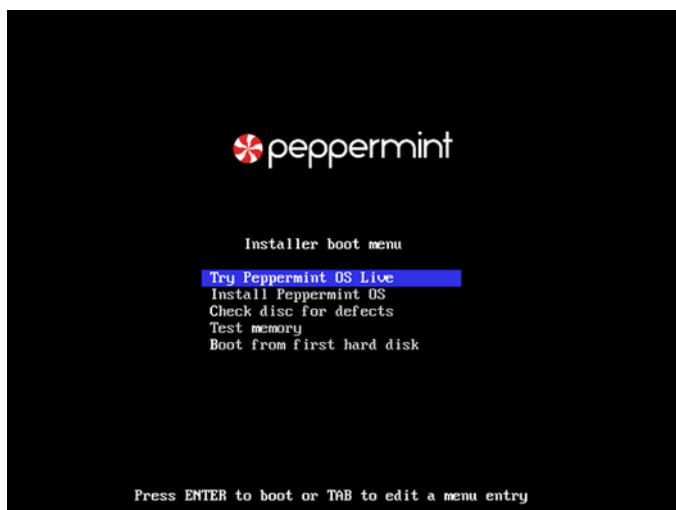 peppermint
Installer boot menu
Try Peppermint OS Live
Install Peppermint OS
Check disc for defects
Test memory
Boot from first hard disk
Press ENTER to boot or TAB to edit a menu entry